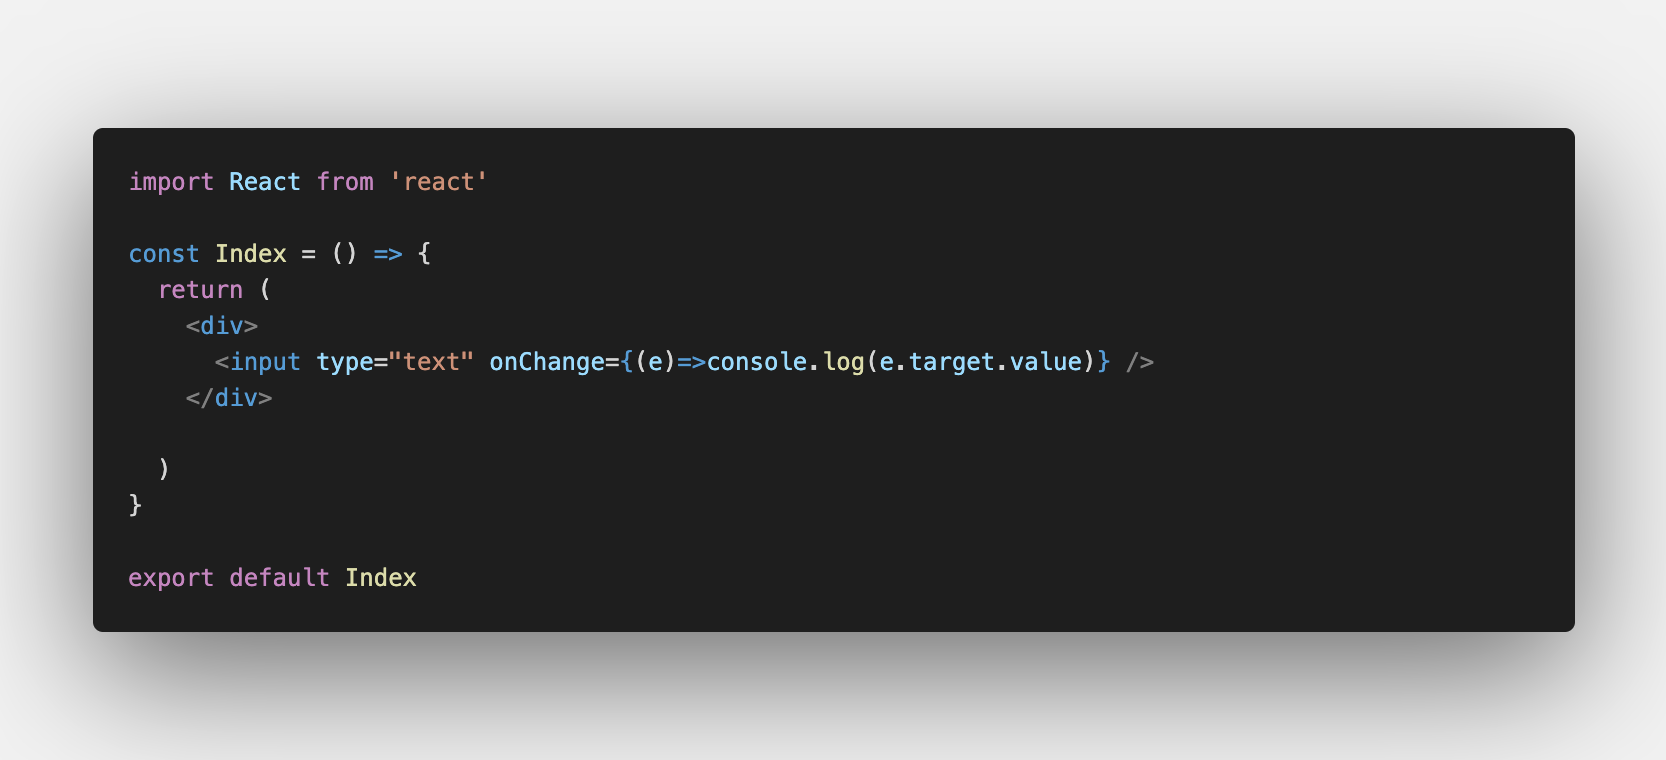 import React from 'react'
const Index = () => {
return (
<div>
<input type="text" onChange={(e)=>console.log(e.target.value)} />
</div>
)
}
export default Index